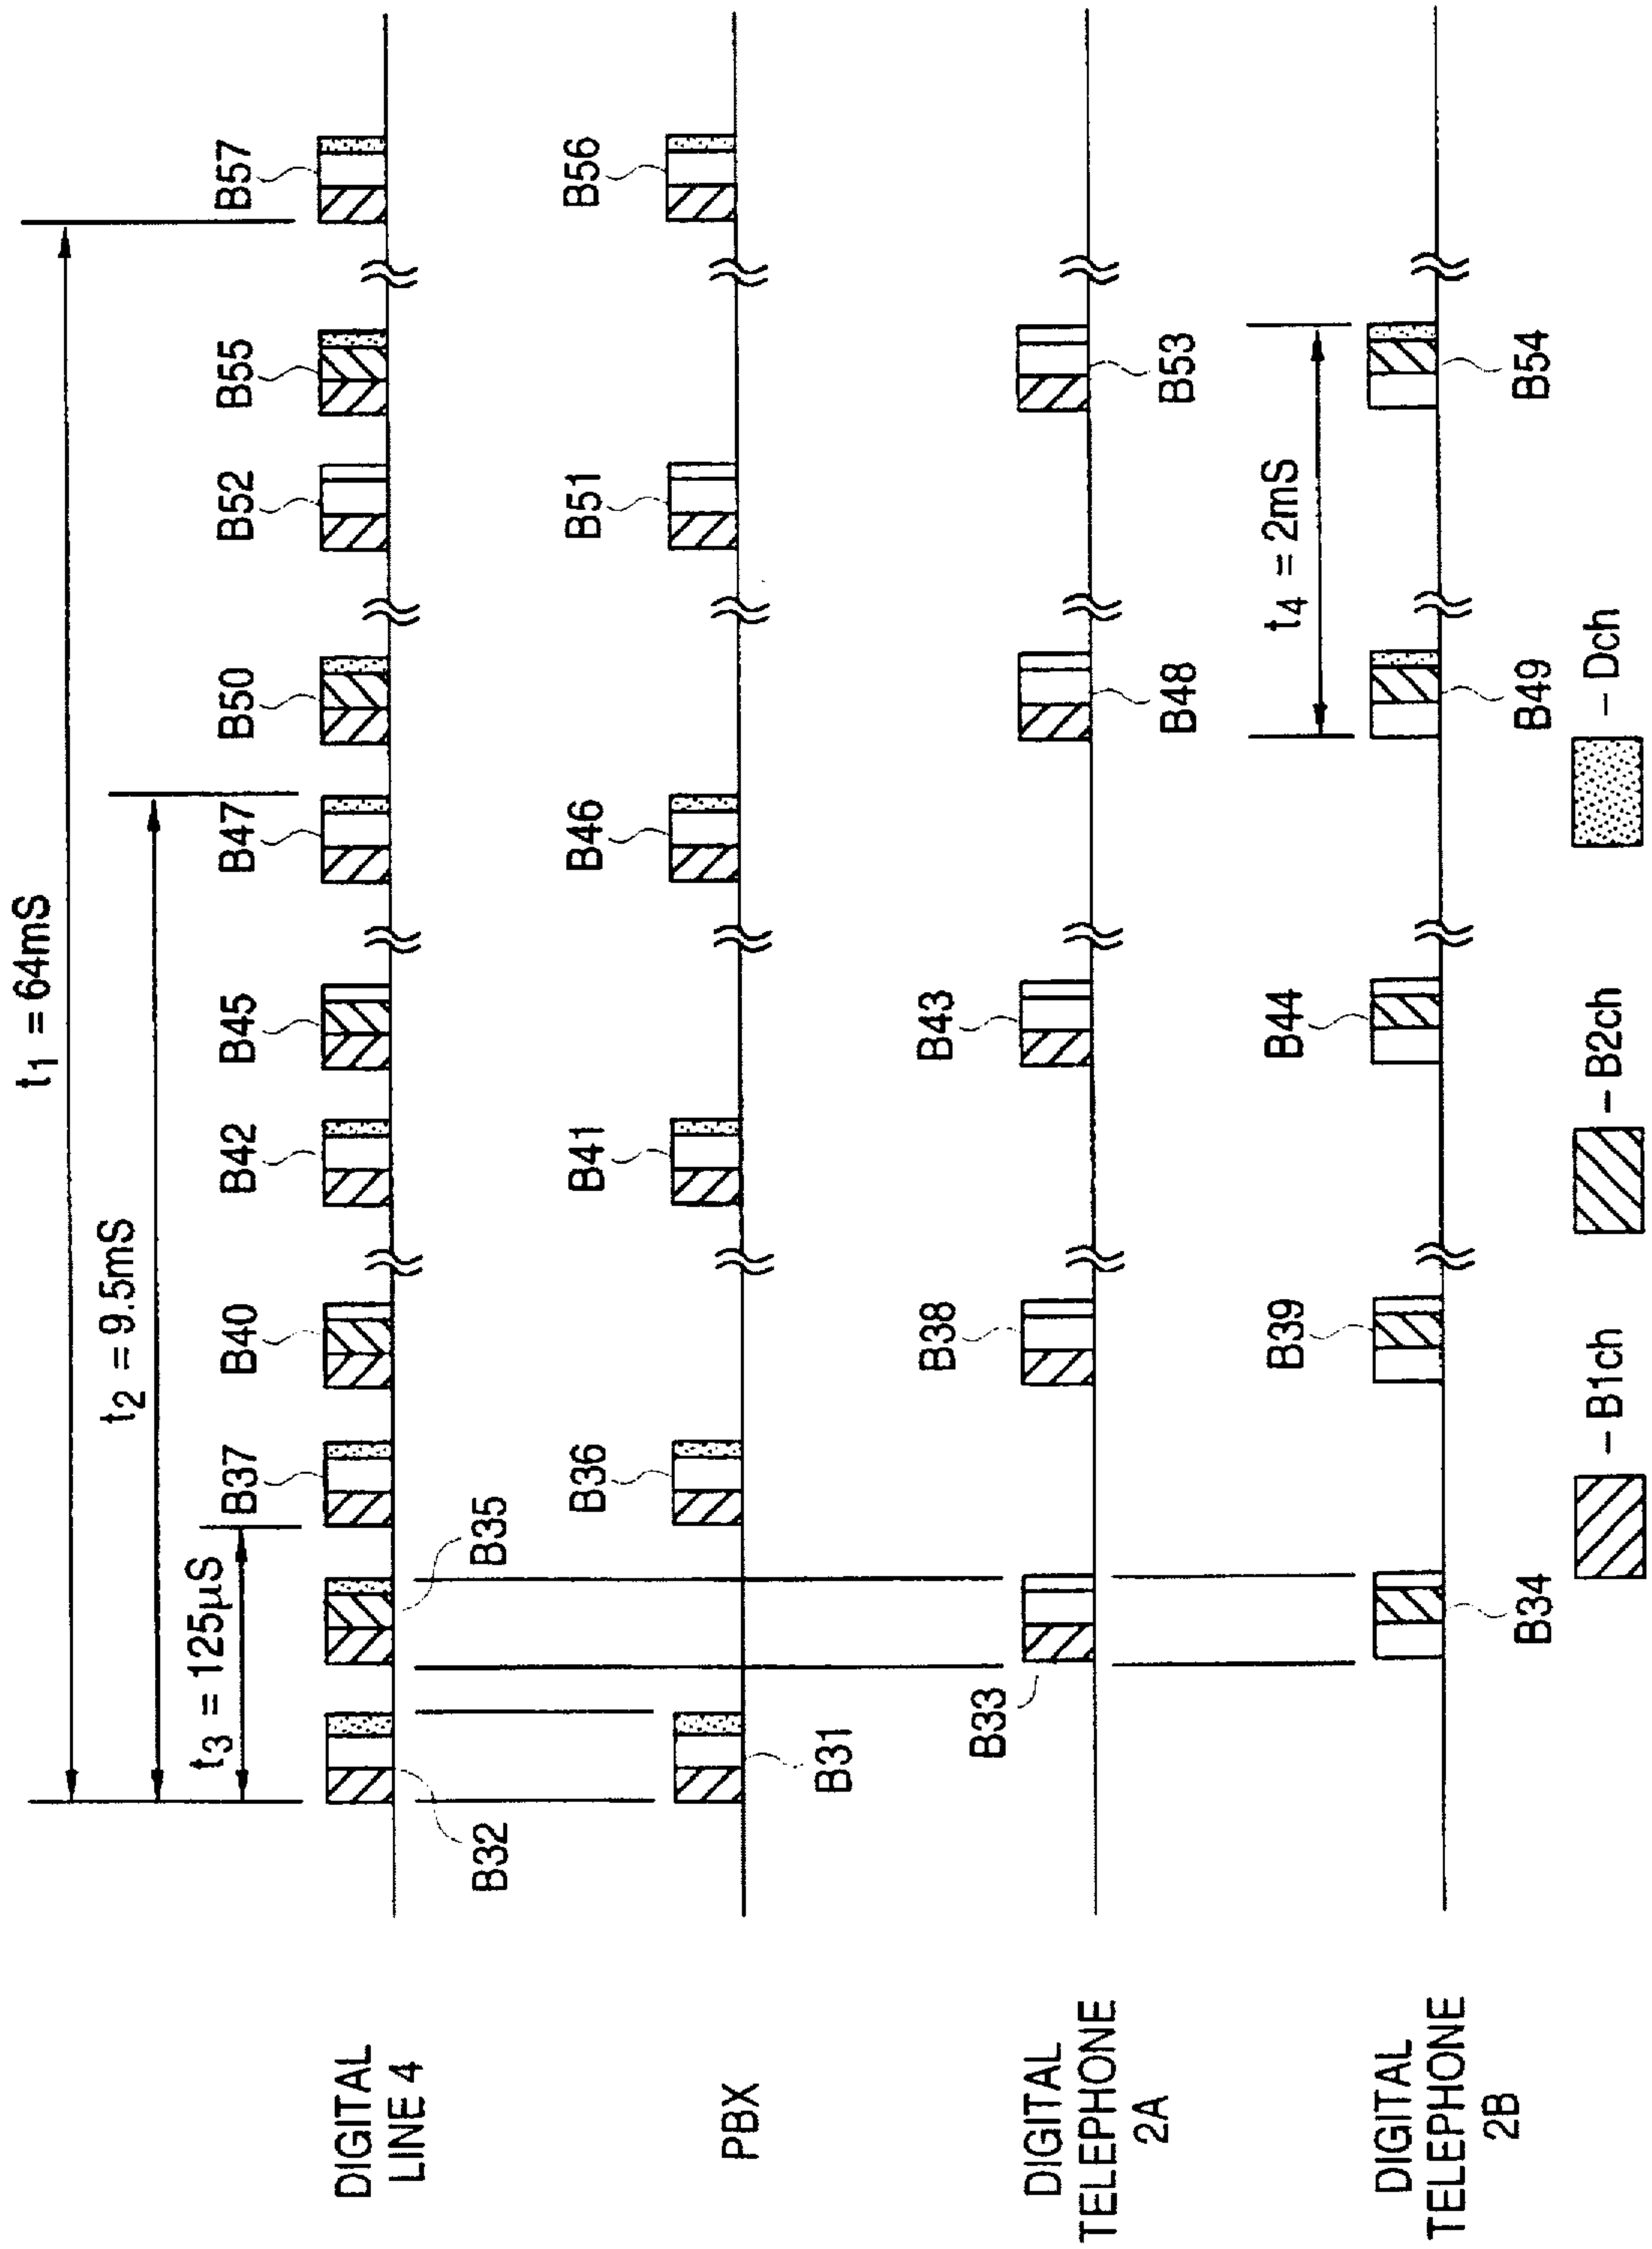 t1 = 64mS
t2 = 9.5mS
t3 = 125μS
B37 B40 B42 B45 B47 B50 B52 B55 B57
DIGITAL
LINE 4
B32 B35
B36 B41 B46 B51 B56
PBX
B31
B33 B38 B43
DIGITAL
TELEPHONE
2A
B48 B53
t4 = 2mS
B39 B44
DIGITAL
TELEPHONE
2B
B34 B49 B54
– B1ch – B2ch – Dch